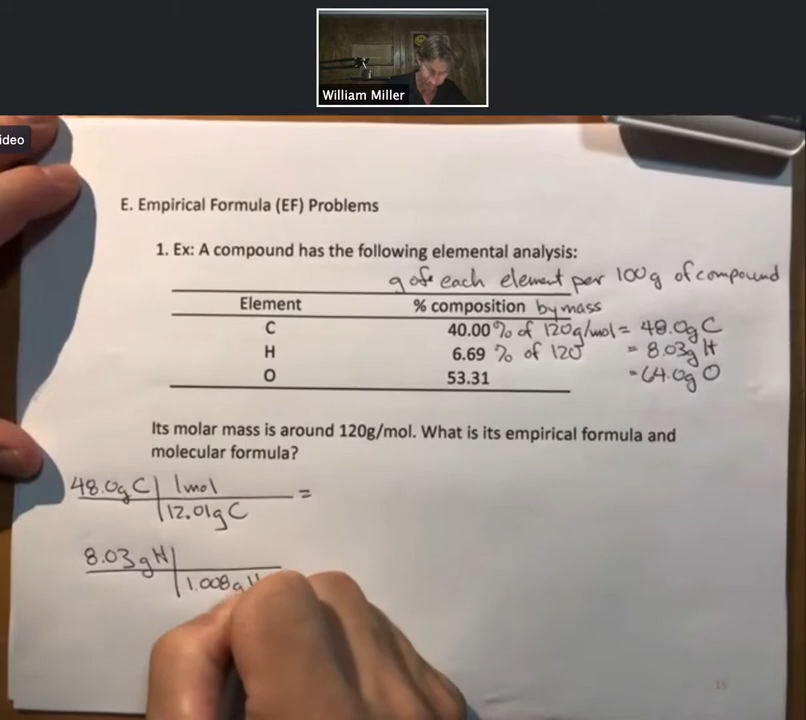 William Miller
ideo
E. Empirical Formula (EF) Problems
1. Ex: A compound has the following elemental analysis:
g of each element per 100g of compound
Element % composition by mass
C 40.00 % of 120g/mol = 48.0g C
H 6.69 % of 120 = 8.03g H
O 53.31 = 64.0g O
Its molar mass is around 120g/mol. What is its empirical formula and
molecular formula?
48.0g C | 1mol =
12.01g C
8.03g H
1.008g H
15